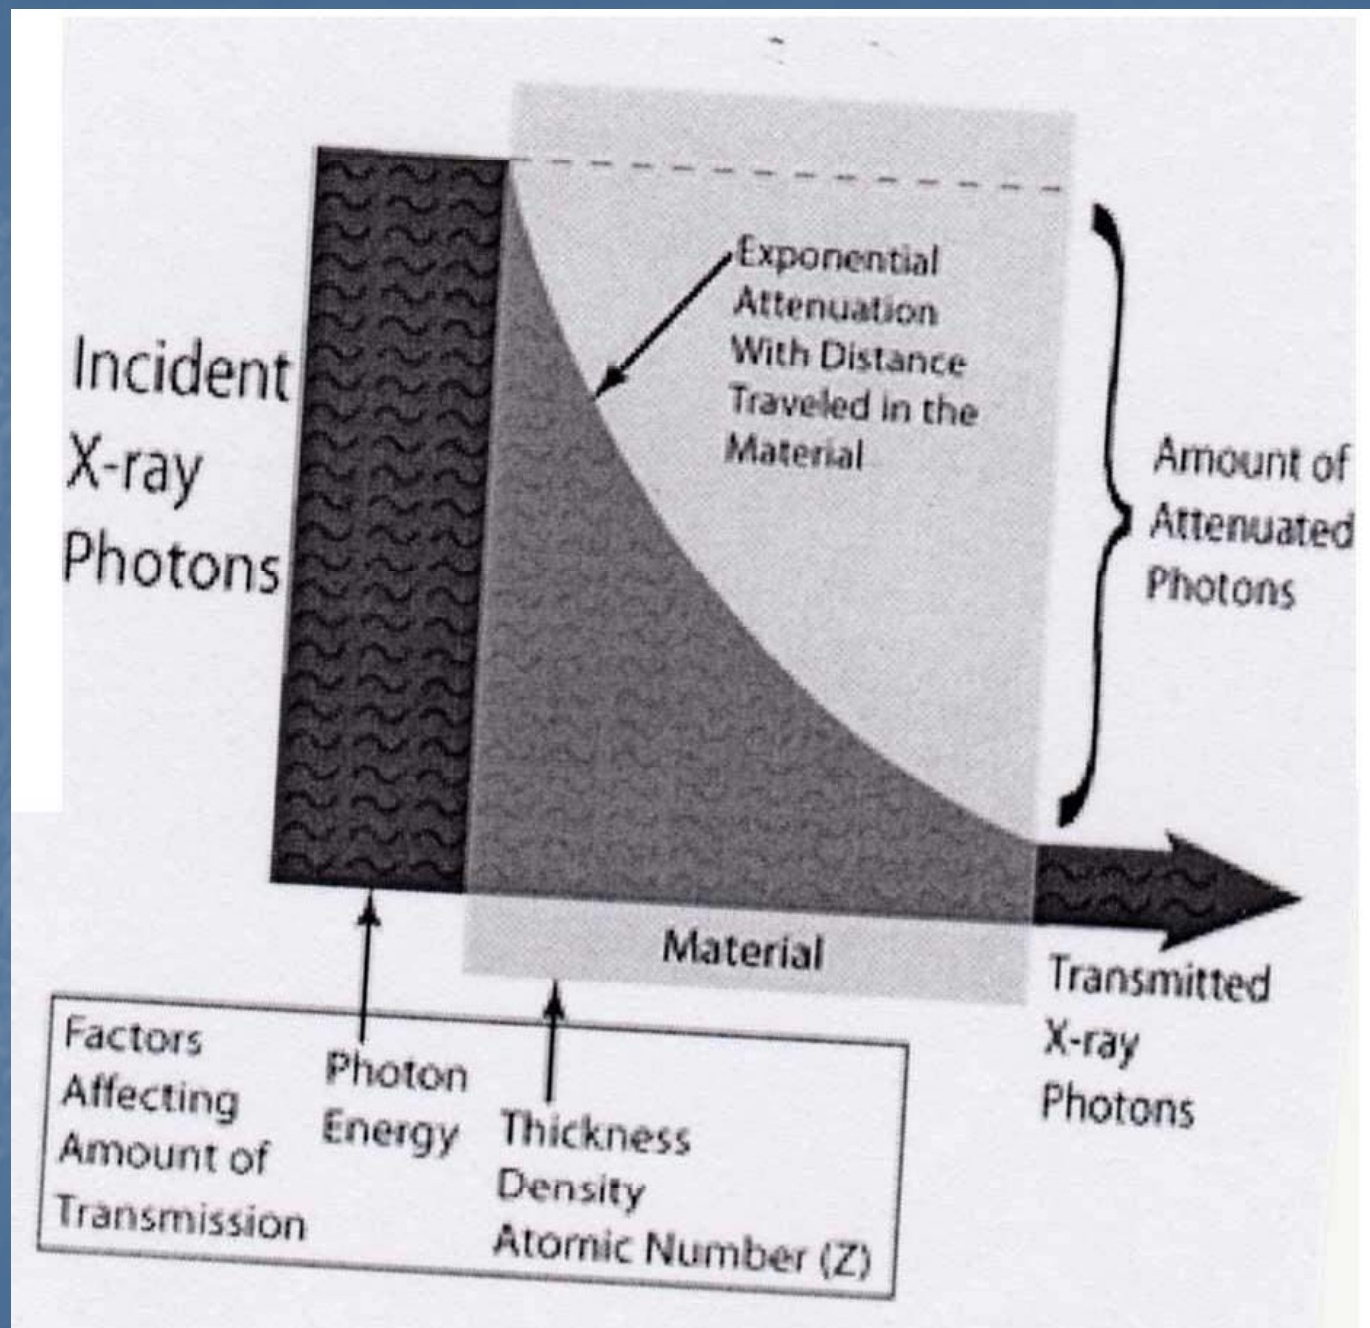 Incident
X-ray
Photons
Exponential
Attenuation
With Distance
Traveled in the
Material
Amount of
Attenuated
Photons
Material
Transmitted
X-ray
Photons
Factors
Affecting
Amount of
Transmission
Photon
Energy
Thickness
Density
Atomic Number (Z)